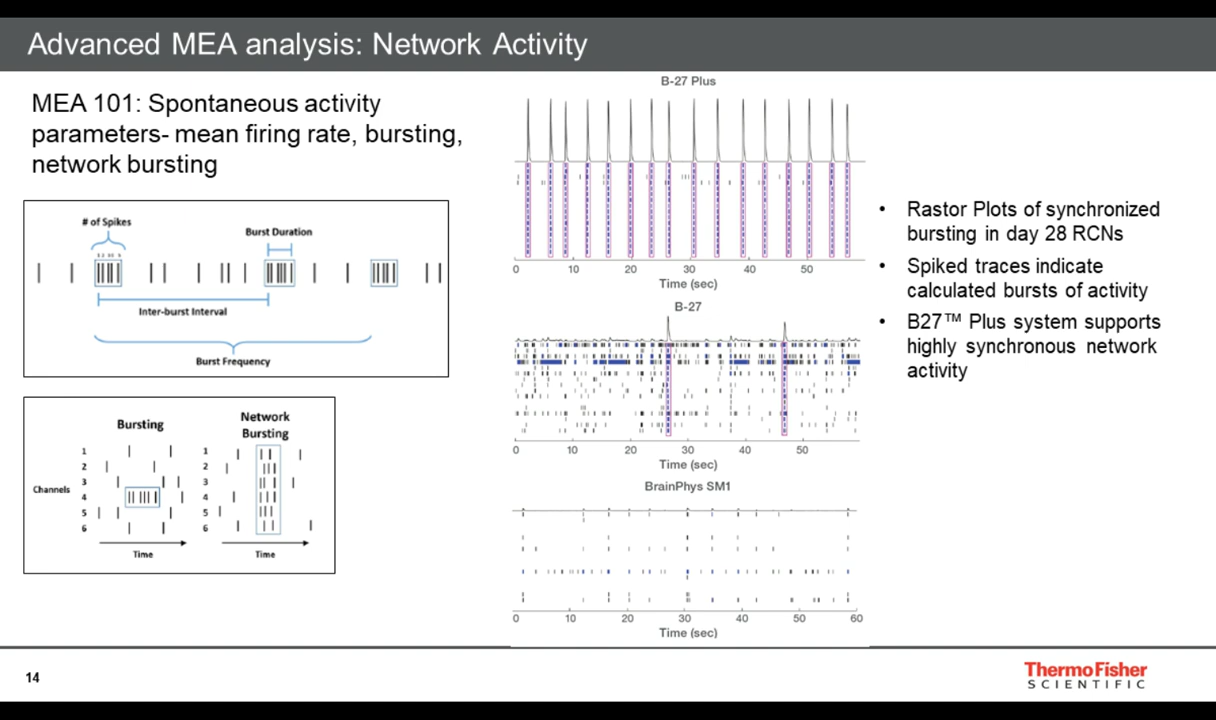 Advanced MEA analysis: Network Activity
MEA 101: Spontaneous activity
parameters- mean firing rate, bursting,
network bursting
# of Spikes
Burst Duration
Inter-burst Interval
Burst Frequency
Bursting
Network
Bursting
Channels
1
2
3
4
5
6
Time
1
2
3
4
5
6
Time
B-27 Plus
0 10 20 30 40 50
Time (sec)
B-27
0 10 20 30 40 50
Time (sec)
BrainPhys SM1
0 10 20 30 40 50 60
Time (sec)
• Rastor Plots of synchronized
bursting in day 28 RCNs
• Spiked traces indicate
calculated bursts of activity
• B27™ Plus system supports
highly synchronous network
activity
14
ThermoFisher
SCIENTIFIC